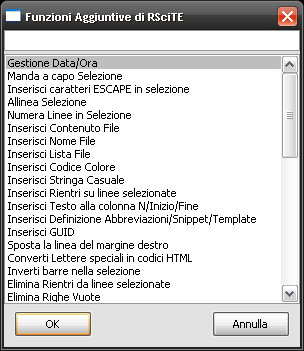 Funzioni Aggiuntive di RSciTE
Gestione Data/Ora
Manda a capo Selezione
Inserisci caratteri ESCAPE in selezione
Allinea Selezione
Numera Linee in Selezione
Inserisci Contenuto File
Inserisci Nome File
Inserisci Lista File
Inserisci Codice Colore
Inserisci Stringa Casuale
Inserisci Rientri su linee selezionate
Inserisci Testo alla colonna N/Inizio/Fine
Inserisci Definizione Abbreviazioni/Snippet/Template
Inserisci GUID
Sposta la linea del margine destro
Converti Lettere speciali in codici HTML
Inverti barre nella selezione
Elimina Rientri da linee selezionate
Elimina Righe Vuote
OK
Annulla